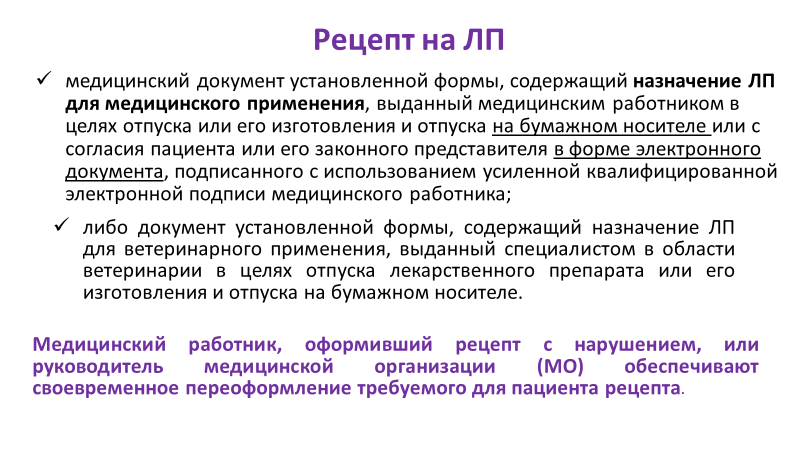 Рецепт на ЛП
✓ медицинский документ установленной формы, содержащий назначение ЛП
для медицинского применения, выданный медицинским работником в
целях отпуска или его изготовления и отпуска на бумажном носителе или с
согласия пациента или его законного представителя в форме электронного
документа, подписанного с использованием усиленной квалифицированной
электронной подписи медицинского работника;
✓ либо документ установленной формы, содержащий назначение ЛП
для ветеринарного применения, выданный специалистом в области
ветеринарии в целях отпуска лекарственного препарата или его
изготовления и отпуска на бумажном носителе.
Медицинский работник, оформивший рецепт с нарушением, или
руководитель медицинской организации (МО) обеспечивают
своевременное переоформление требуемого для пациента рецепта.